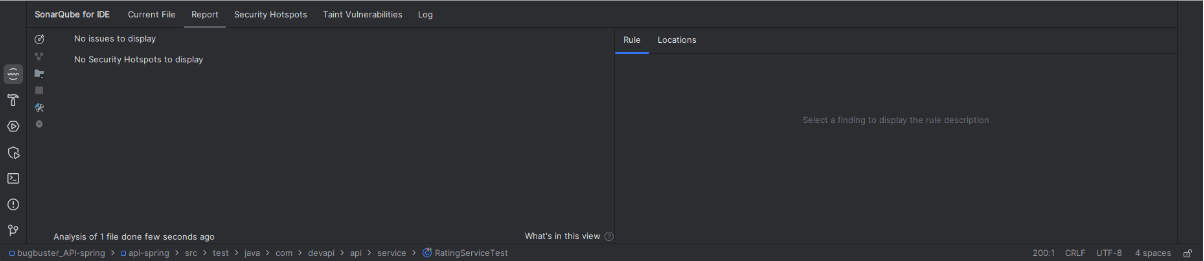 SonarQube for IDE Current File Report Security Hotspots Taint Vulnerabilities Log
No issues to display
No Security Hotspots to display
Rule Locations
Select a finding to display the rule description
Analysis of 1 file done few seconds ago
What's in this view
bugbuster_API-spring > api-spring > src > test > java > com > devapi > api > service > RatingServiceTest
200:1 CRLF UTF-8 4 spaces